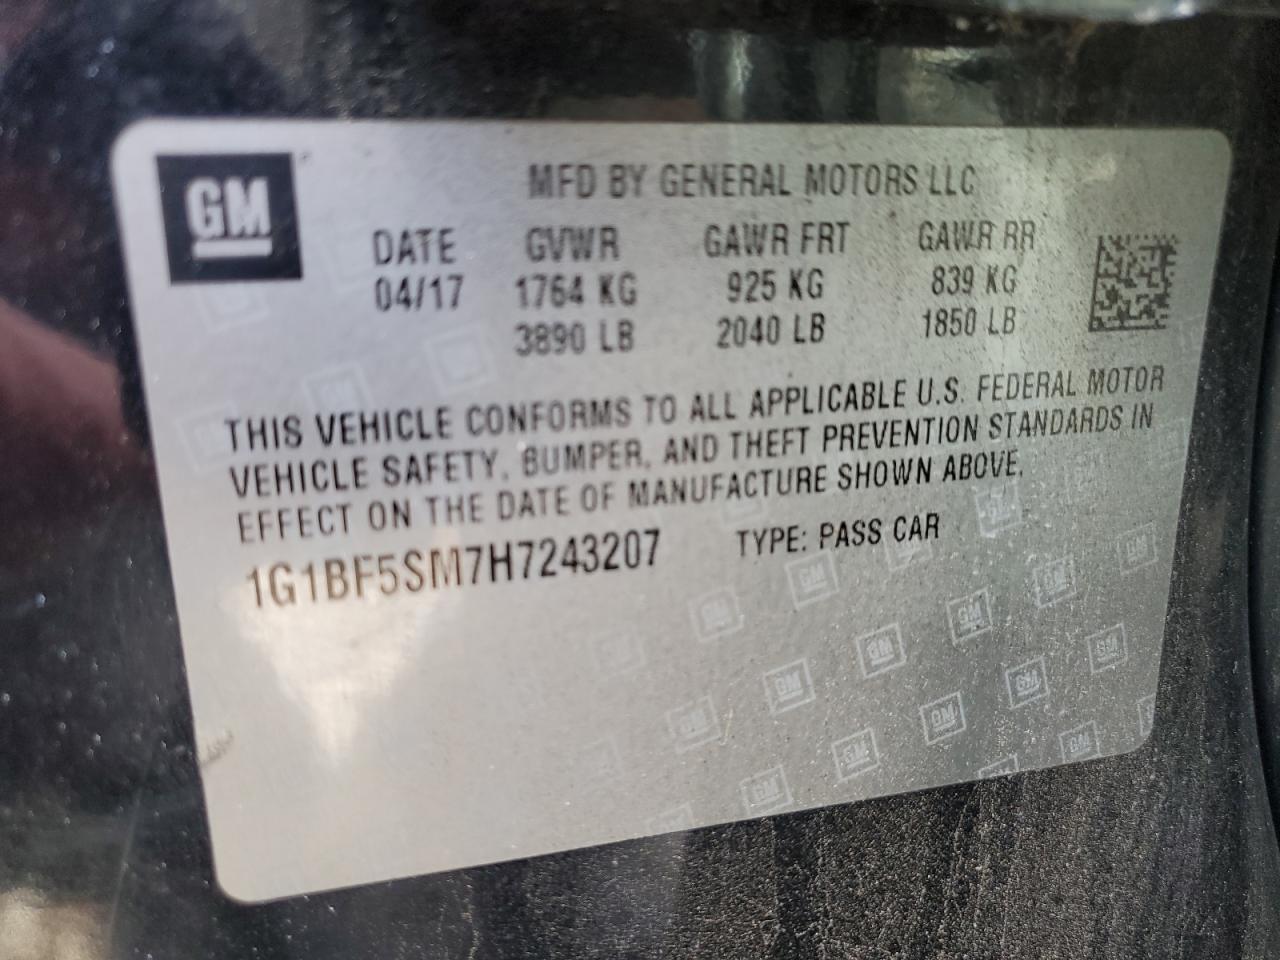 GM
MFD BY GENERAL MOTORS LLC
DATE GVWR GAWR FRT GAWR RR
04/17 1764 KG 925 KG 839 KG
3890 LB 2040 LB 1850 LB
THIS VEHICLE CONFORMS TO ALL APPLICABLE U.S. FEDERAL MOTOR
VEHICLE SAFETY, BUMPER, AND THEFT PREVENTION STANDARDS IN
EFFECT ON THE DATE OF MANUFACTURE SHOWN ABOVE.
1G1BF5SM7H7243207 TYPE: PASS CAR